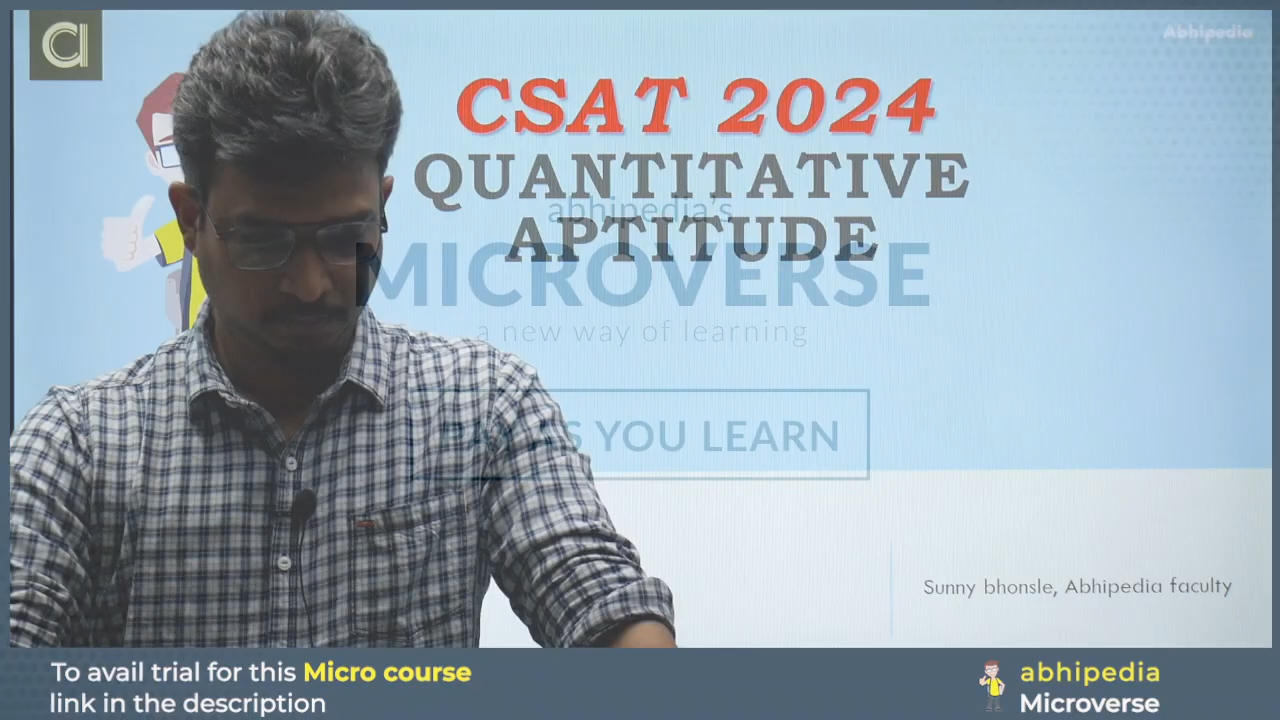 Abhipedia
CSAT 2024
QUANTITATIVE
APTITUDE
abhipedia's
MICROVERSE
a new way of learning
AS YOU LEARN
Sunny bhonsle, Abhipedia faculty
To avail trial for this Micro course
link in the description
abhipedia
Microverse